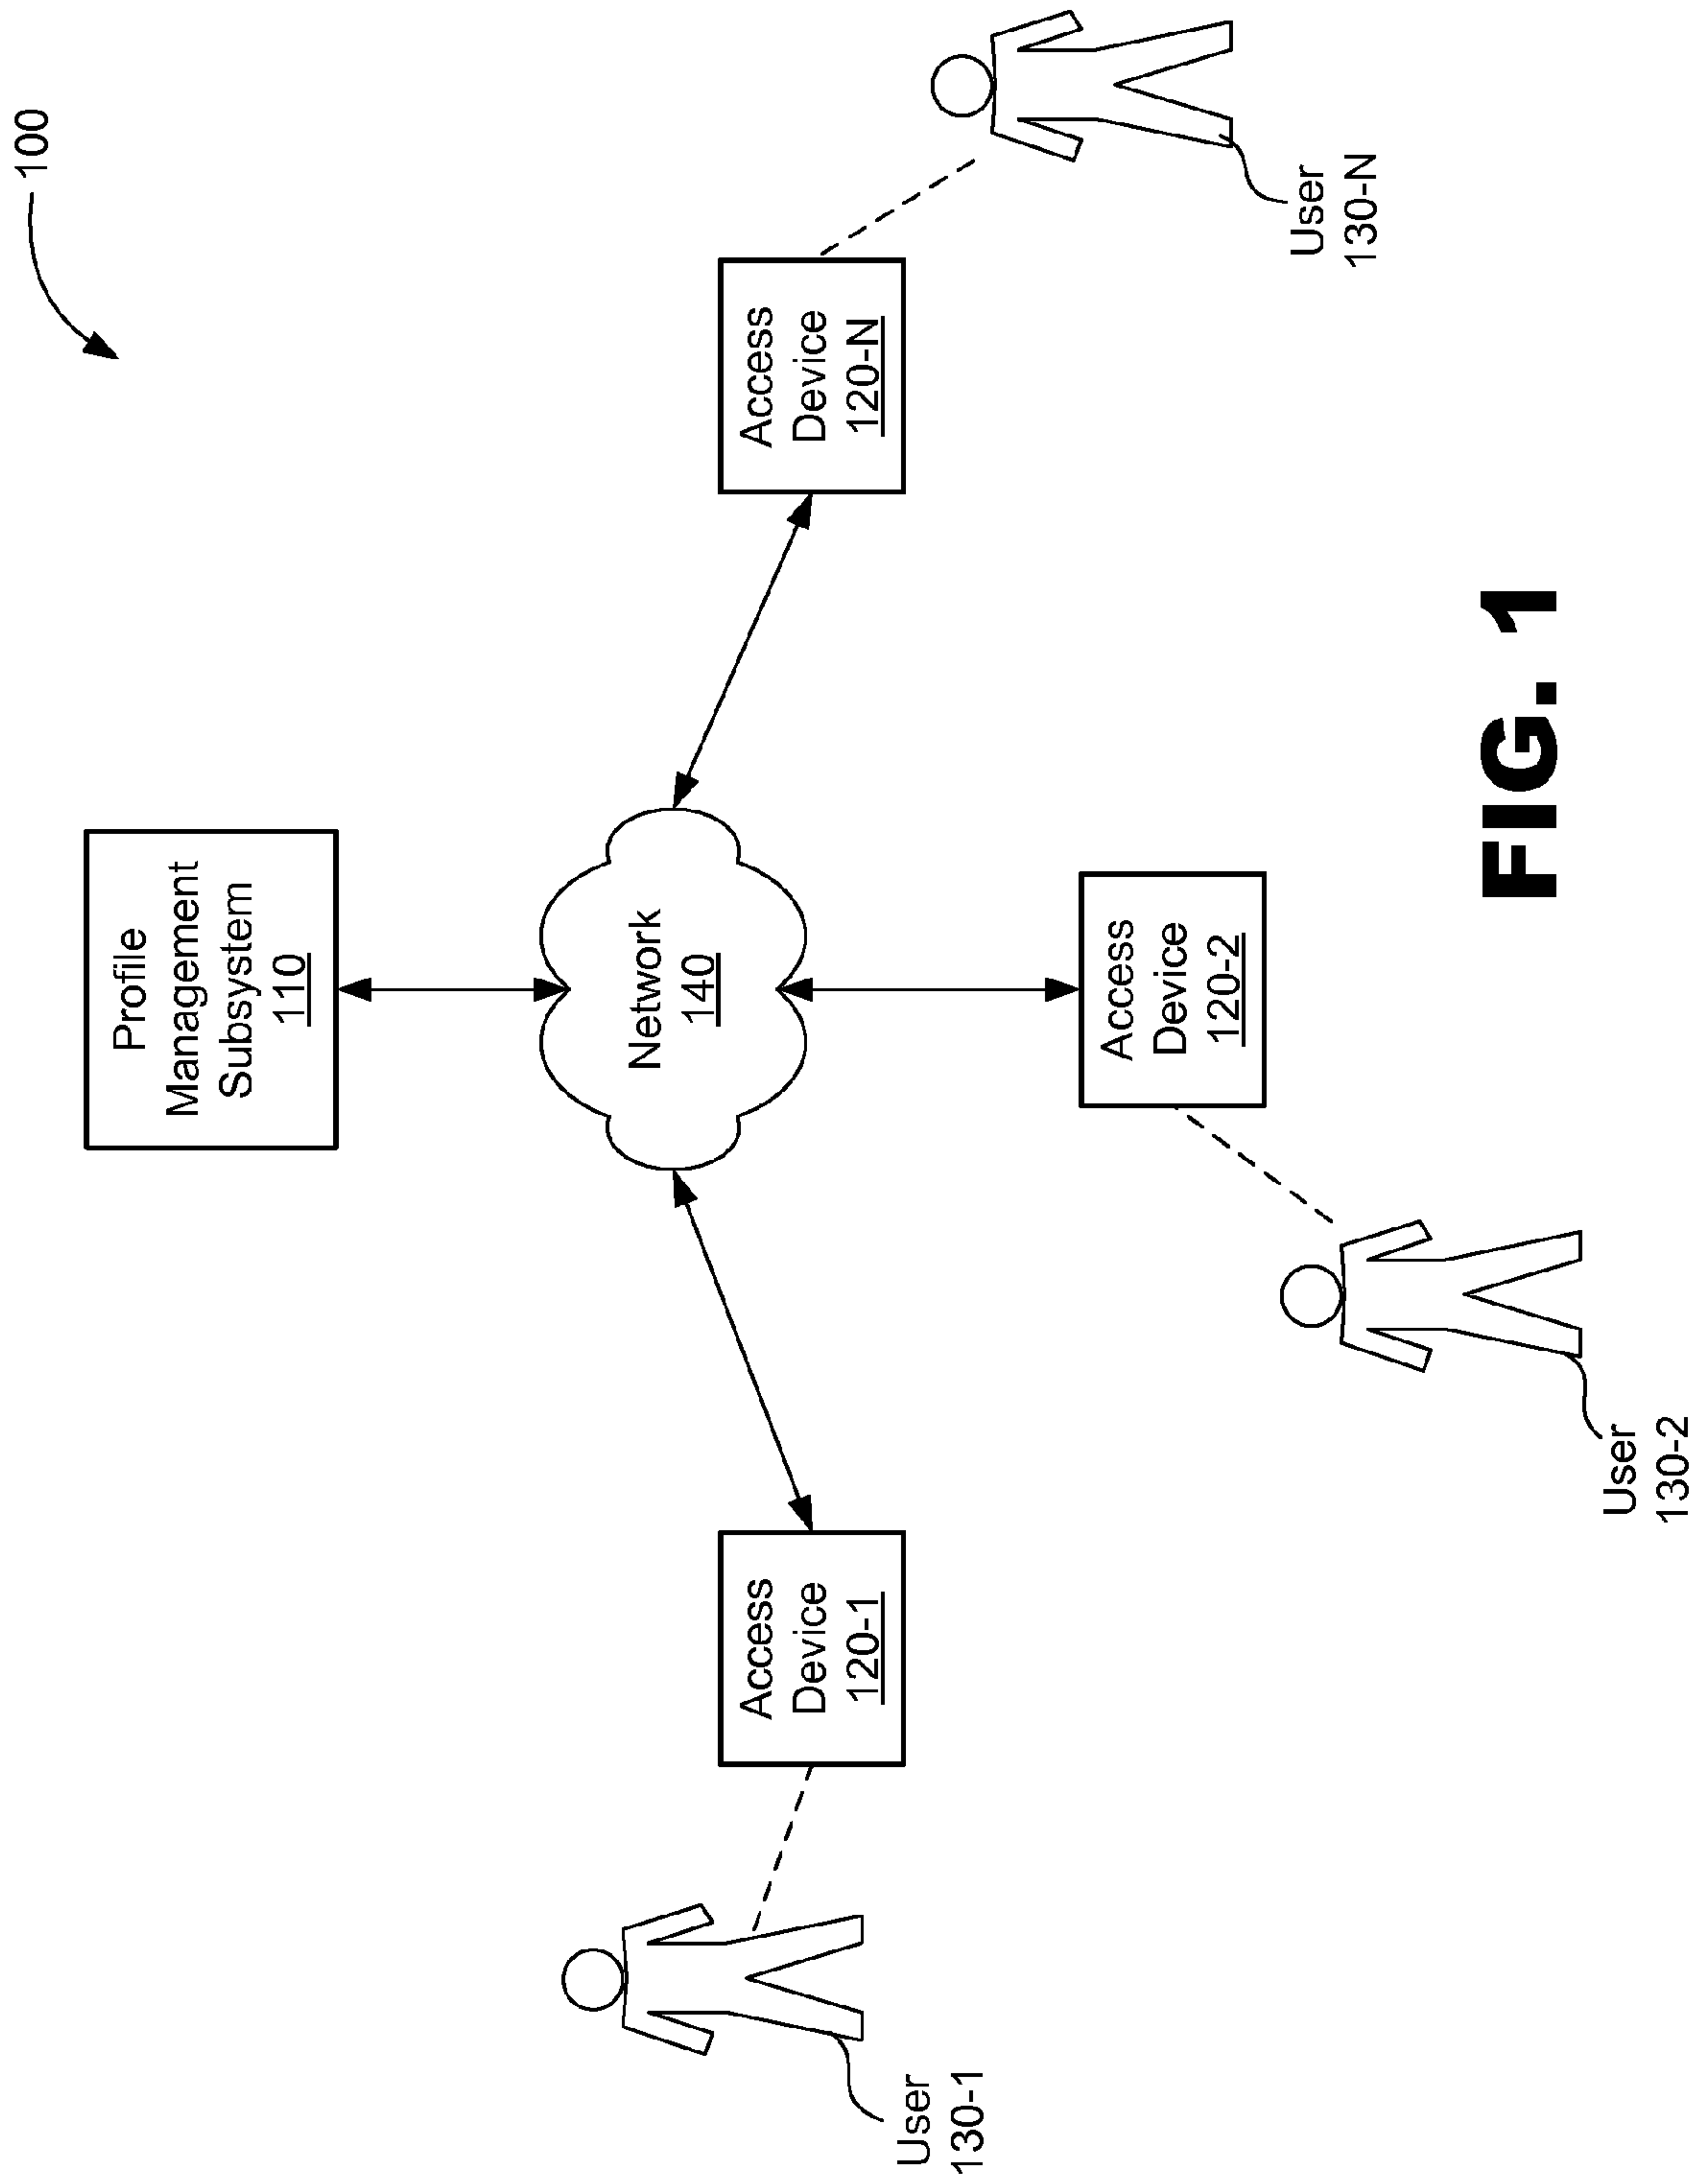 100
Profile
Management
Subsystem
110
Network
140
Access
Device
120-1
Access
Device
120-N
Access
Device
120-2
User
130-1
User
130-N
User
130-2
FIG. 1